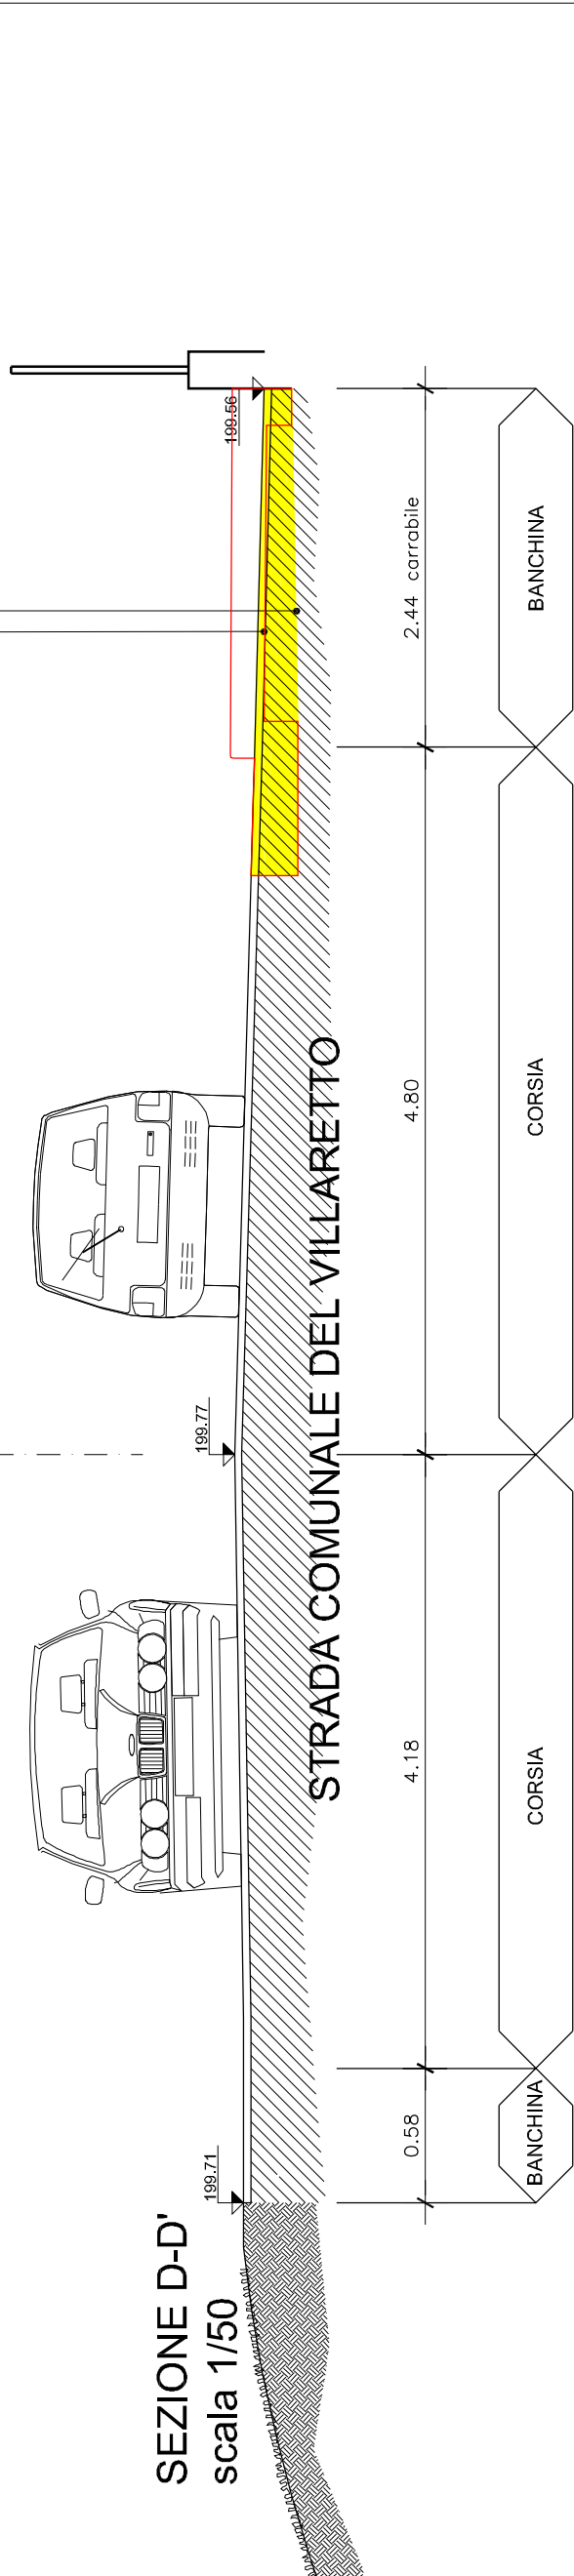 SEZIONE D-D'
scala 1/50
199.71
199.77
199.56
STRADA COMUNALE DEL VILLARETTO
0.58
4.18
4.80
2.44 carrabile
BANCHINA
CORSIA
CORSIA
BANCHINA